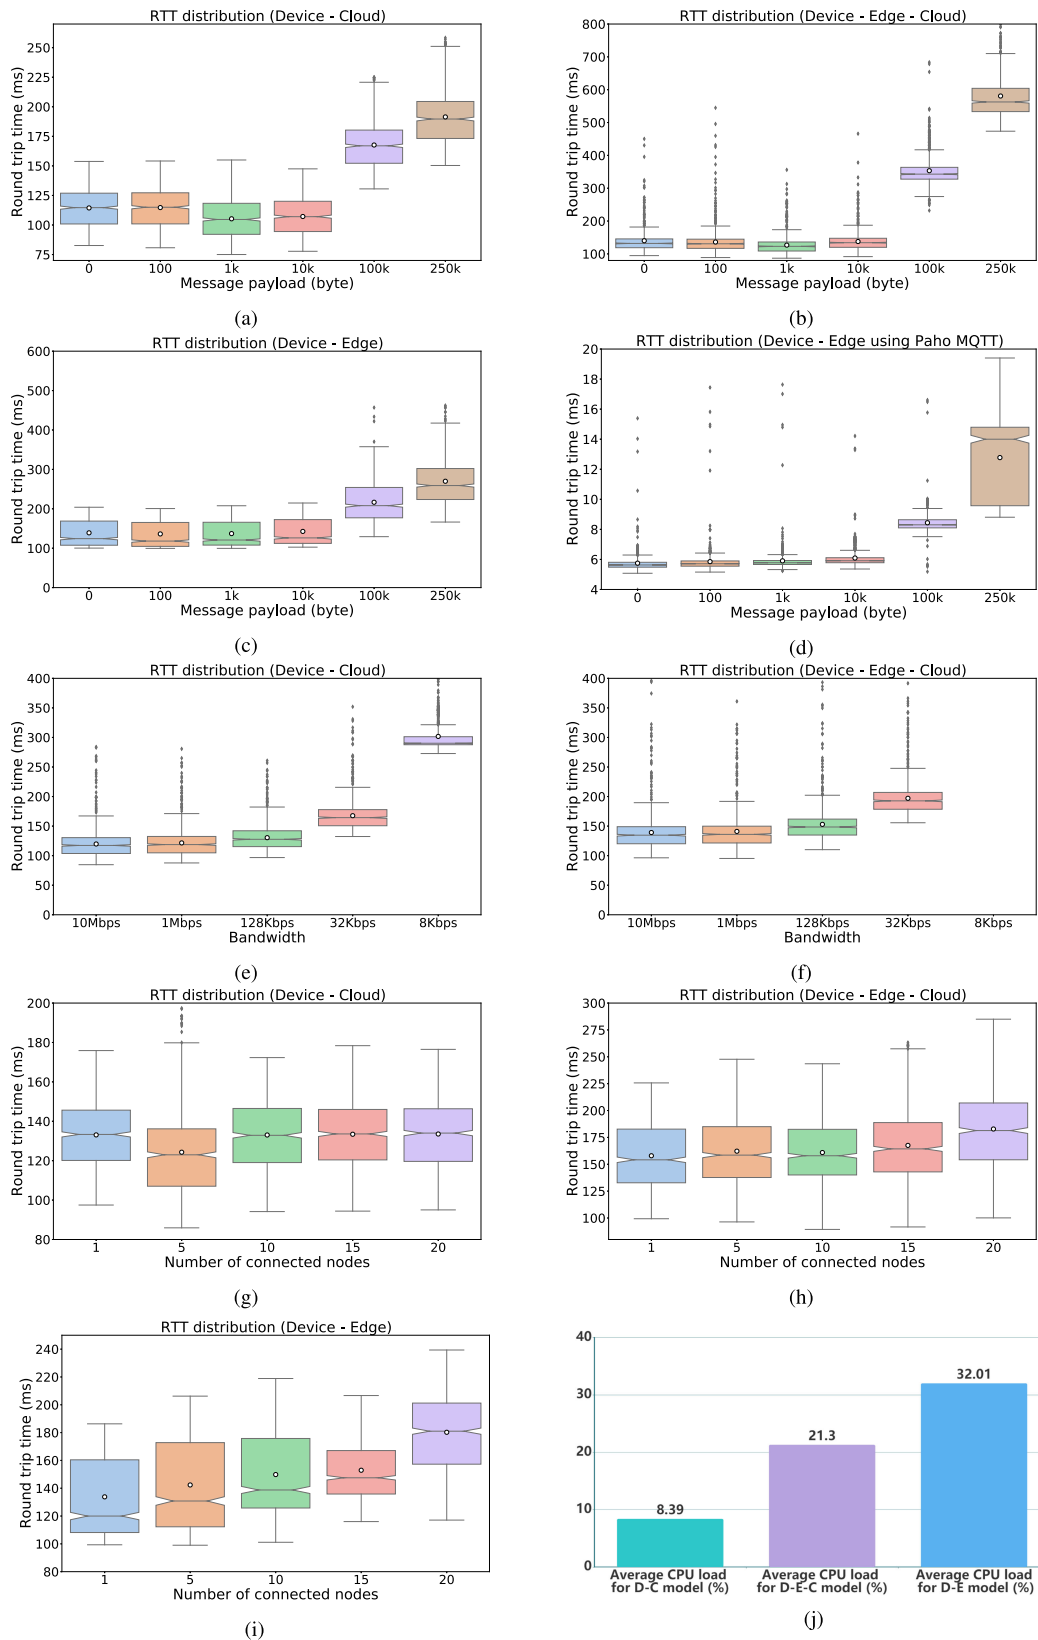 RTT distribution (Device - Cloud)
Round trip time (ms)
250
225
200
175
150
125
100
75
0 100 1k 10k 100k 250k
Message payload (byte)
(a)
RTT distribution (Device - Edge - Cloud)
Round trip time (ms)
800
700
600
500
400
300
200
100
0 100 1k 10k 100k 250k
Message payload (byte)
(b)
RTT distribution (Device - Edge)
Round trip time (ms)
600
500
400
300
200
100
0
0 100 1k 10k 100k 250k
Message payload (byte)
(c)
RTT distribution (Device - Edge using Paho MQTT)
Round trip time (ms)
20
18
16
14
12
10
8
6
4
0 100 1k 10k 100k 250k
Message payload (byte)
(d)
RTT distribution (Device - Cloud)
Round trip time (ms)
400
350
300
250
200
150
100
50
0
10Mbps 1Mbps 128Kbps 32Kbps 8Kbps
Bandwidth
(e)
RTT distribution (Device - Edge - Cloud)
Round trip time (ms)
400
350
300
250
200
150
100
50
0
10Mbps 1Mbps 128Kbps 32Kbps 8Kbps
Bandwidth
(f)
RTT distribution (Device - Cloud)
Round trip time (ms)
200
180
160
140
120
100
80
1 5 10 15 20
Number of connected nodes
(g)
RTT distribution (Device - Edge - Cloud)
Round trip time (ms)
300
275
250
225
200
175
150
125
100
1 5 10 15 20
Number of connected nodes
(h)
RTT distribution (Device - Edge)
Round trip time (ms)
240
220
200
180
160
140
120
100
80
1 5 10 15 20
Number of connected nodes
(i)
40
30
20
10
0
8.39
21.3
32.01
Average CPU load
for D-C model (%)
Average CPU load
for D-E-C model (%)
Average CPU load
for D-E model (%)
(j)